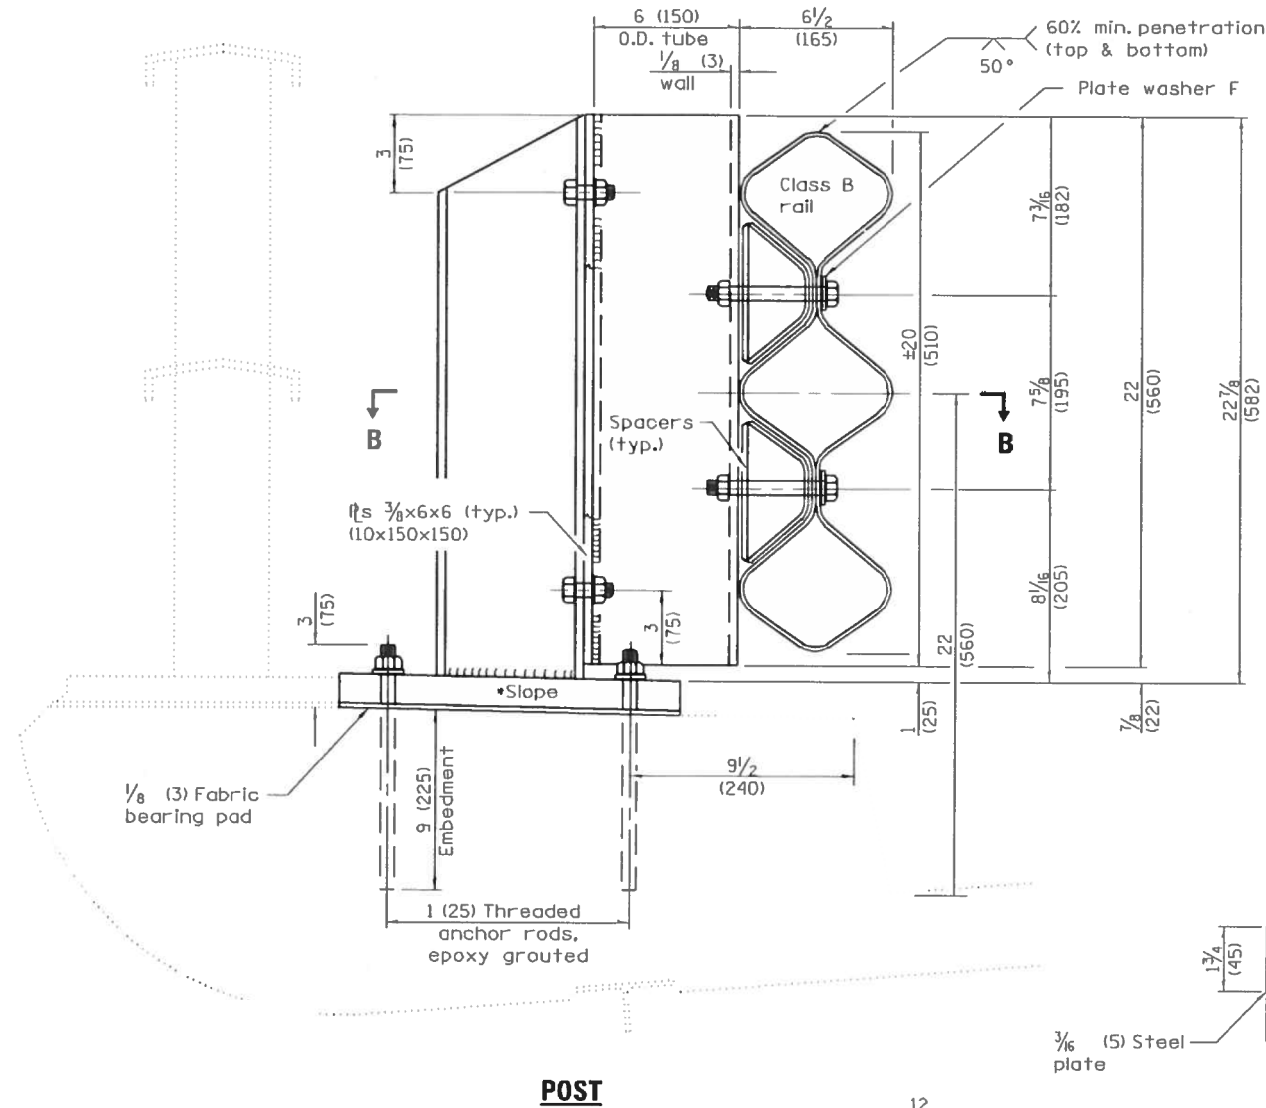 6 (150)
O.D. tube
1/8 (3)
wall
6 1/2
(165)
60% min. penetration
(top & bottom)
50°
Plate washer F
3
(75)
Class B
rail
7 3/16
(182)
±20
(510)
7 5/8
(195)
22
(560)
22 7/8
(582)
B
B
Spacers
(typ.)
PLs 3/8x6x6 (typ.)
(10x150x150)
3
(75)
3
(75)
8 1/16
(205)
22
(560)
*Slope
1
(25)
7/8
(22)
1/8 (3) Fabric
bearing pad
9 (225)
Embedment
9 1/2
(240)
1 (25) Threaded
anchor rods,
epoxy grouted
1 3/4
(45)
3/16 (5) Steel
plate
POST
12